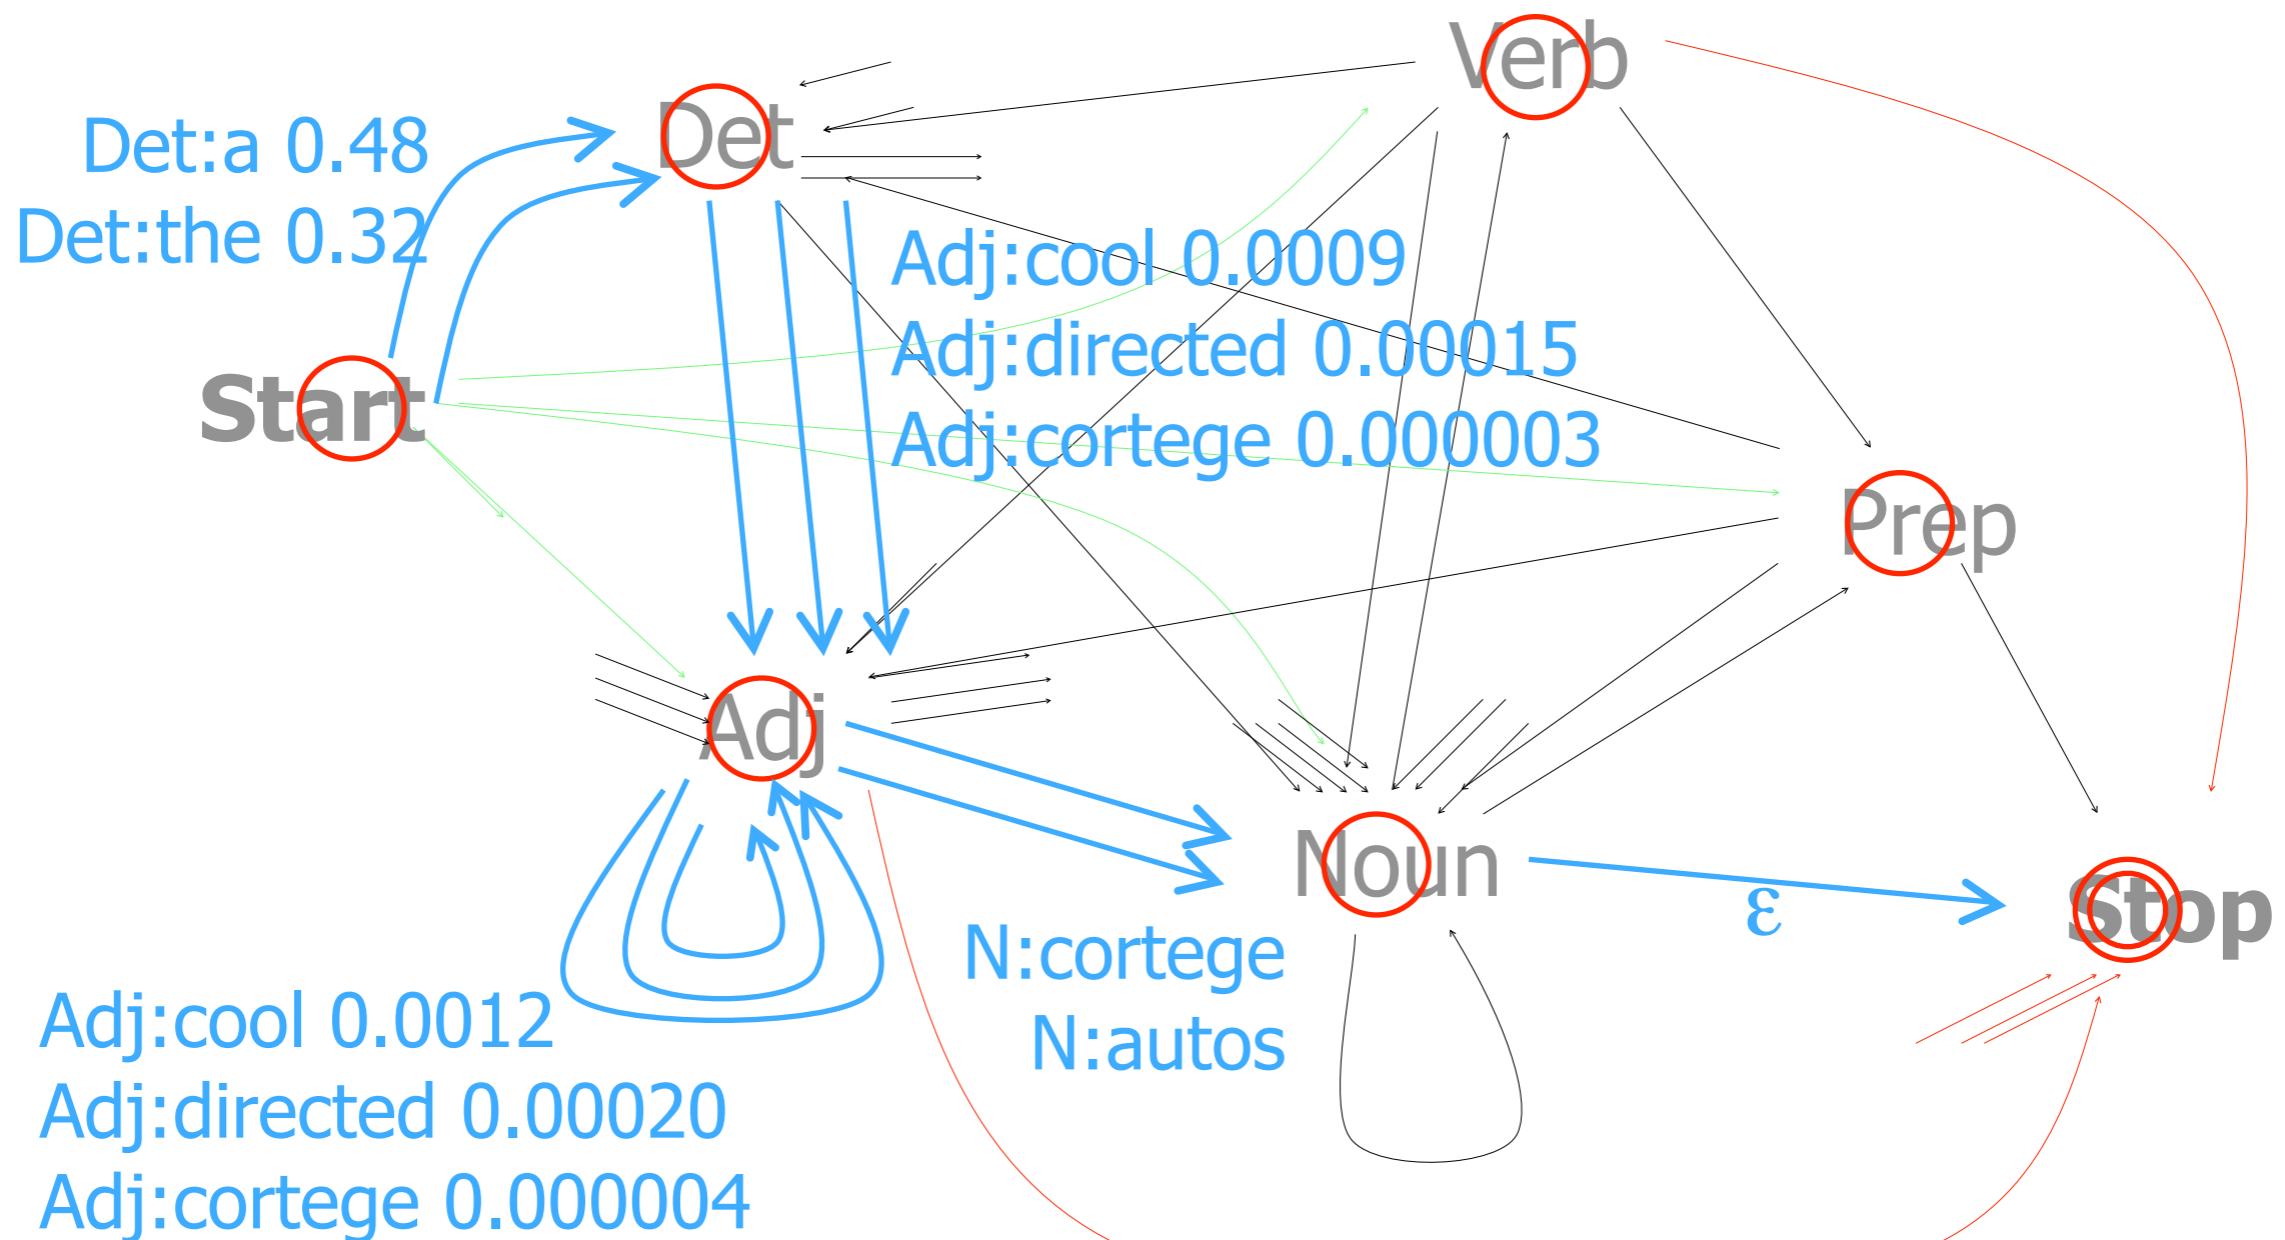 Verb
Det
Det:a 0.48
Det:the 0.32
Adj:cool 0.0009
Adj:directed 0.00015
Adj:cortege 0.000003
Start
Prep
Adj
Noun
ε
Stop
N:cortege
N:autos
Adj:cool 0.0012
Adj:directed 0.00020
Adj:cortege 0.000004